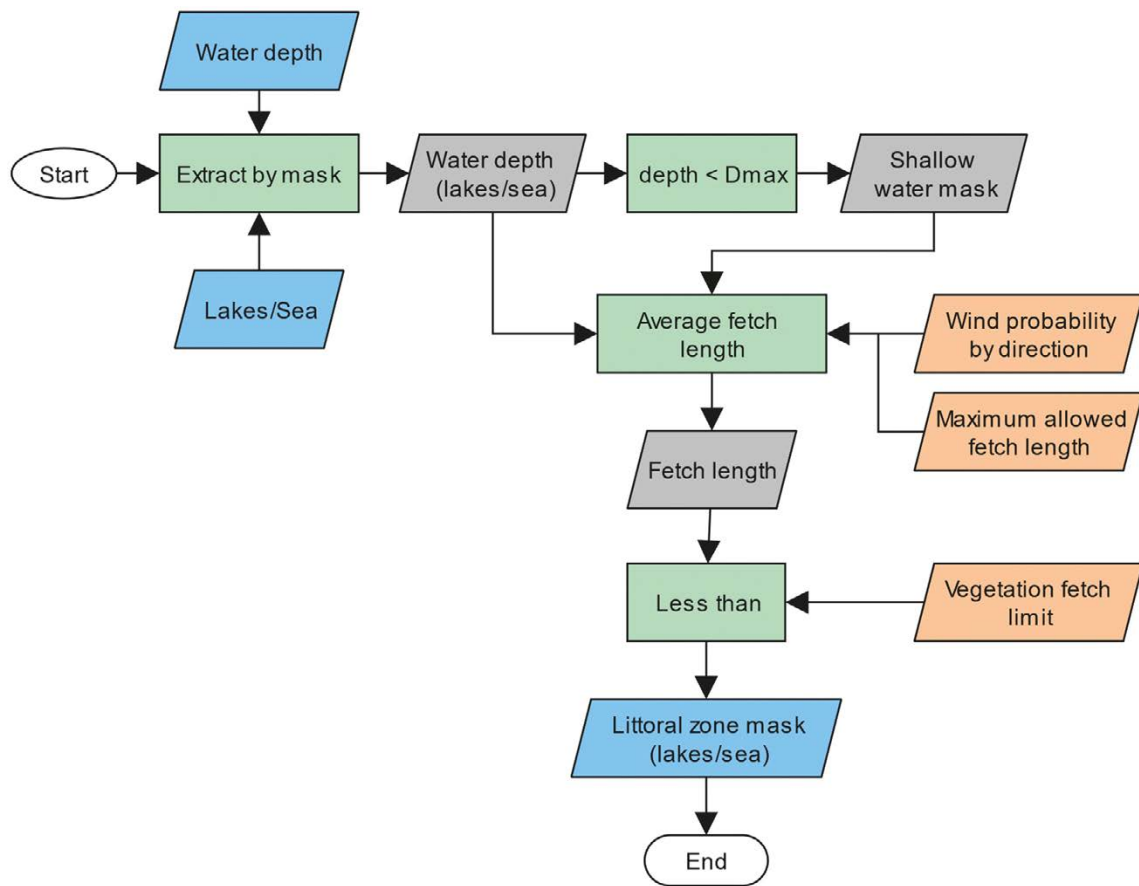 Water depth
Start
Extract by mask
Water depth
(lakes/sea)
depth < Dmax
Shallow
water mask
Lakes/Sea
Average fetch
length
Wind probability
by direction
Maximum allowed
fetch length
Fetch length
Less than
Vegetation fetch
limit
Littoral zone mask
(lakes/sea)
End